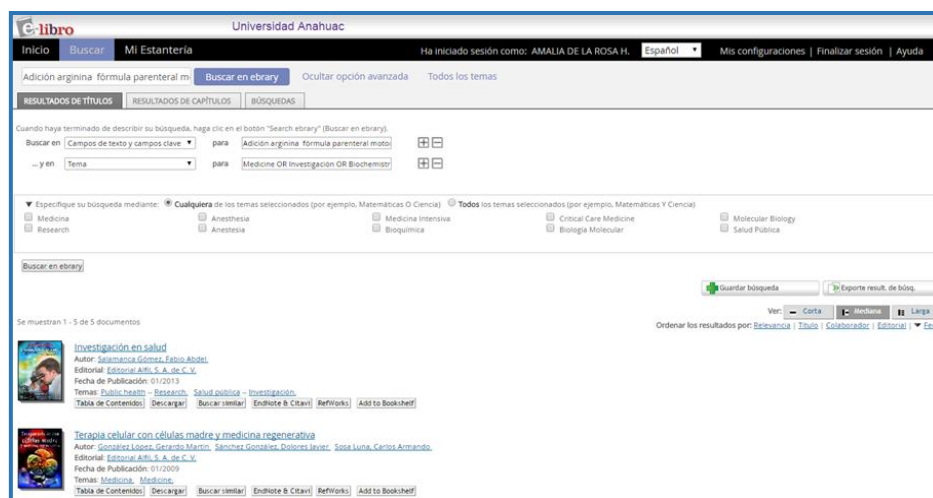 e-libro Universidad Anahuac
Inicio Buscar Mi Estantería Ha iniciado sesión como: AMALIA DE LA ROSA H. Español Mis configuraciones | Finalizar sesión | Ayuda
Adición arginina fórmula parenteral m Buscar en ebrary Ocultar opción avanzada Todos los temas
RESULTADOS DE TÍTULOS RESULTADOS DE CAPÍTULOS BÚSQUEDAS
Cuando haya terminado de describir su búsqueda, haga clic en el botón "Search ebrary" (Buscar en ebrary).
Buscar en Campos de texto y campos clave para Adición arginina fórmula parenteral moto
... y en Tema para Medicine OR Investigación OR Biochemistr
Especifique su búsqueda mediante: Cualquiera de los temas seleccionados (por ejemplo, Matemáticas O Ciencia) Todos los temas seleccionados (por ejemplo, Matemáticas Y Ciencia)
Medicina Anesthesia Medicina Intensiva Critical Care Medicine Molecular Biology
Research Anestesia Bioquímica Biología Molecular Salud Pública
Buscar en ebrary
Guardar búsqueda Exporte result. de búsq.
Ver: Corta Mediana Larga
Se muestran 1 - 5 de 5 documentos
Ordenar los resultados por: Relevancia | Título | Colaborador | Editorial | Fe
Investigación en salud
Autor: Salamanca Gómez, Fabio Abdel.
Editorial: Editorial Alfil, S. A. de C. V.
Fecha de Publicación: 01/2013
Temas: Public health -- Research. Salud pública -- Investigación.
Tabla de Contenidos Descargar Buscar similar EndNote & Citavi RefWorks Add to Bookshelf
Terapia celular con células madre y medicina regenerativa
Autor: González López, Gerardo Martín. Sánchez González, Dolores Javier. Sosa Luna, Carlos Armando.
Editorial: Editorial Alfil, S. A. de C. V.
Fecha de Publicación: 01/2009
Temas: Medicina. Medicine.
Tabla de Contenidos Descargar Buscar similar EndNote & Citavi RefWorks Add to Bookshelf